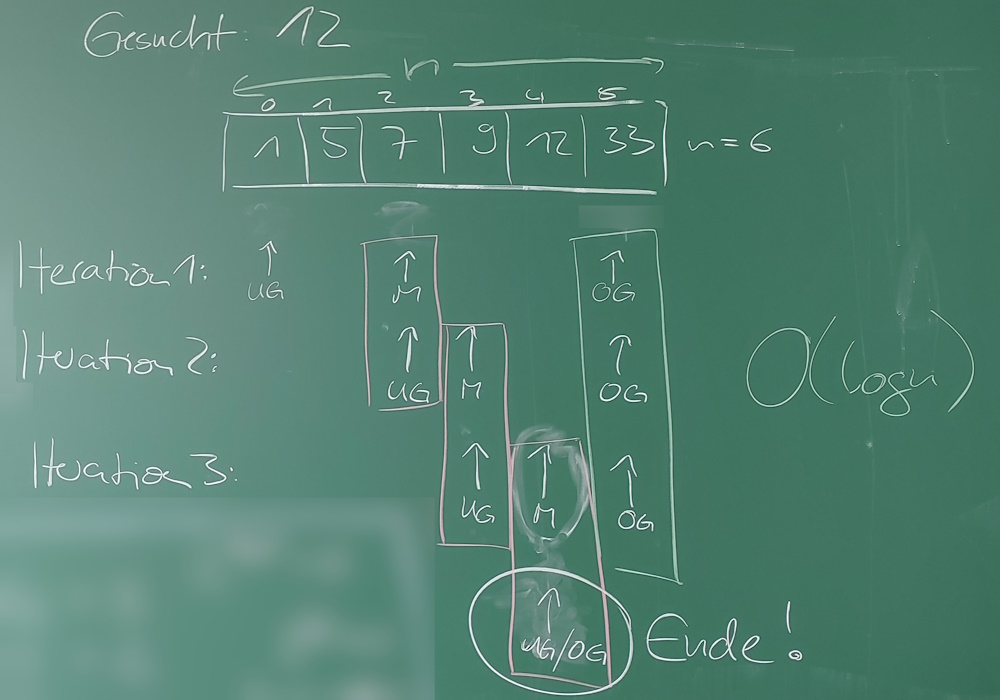 Gesucht: 12
n
0 1 2 3 4 5
1 5 7 9 12 33 n=6
Iteration 1: UG M OG
Iteration 2: UG M OG
O(log n)
Iteration 3: UG M OG
UG/OG Ende!